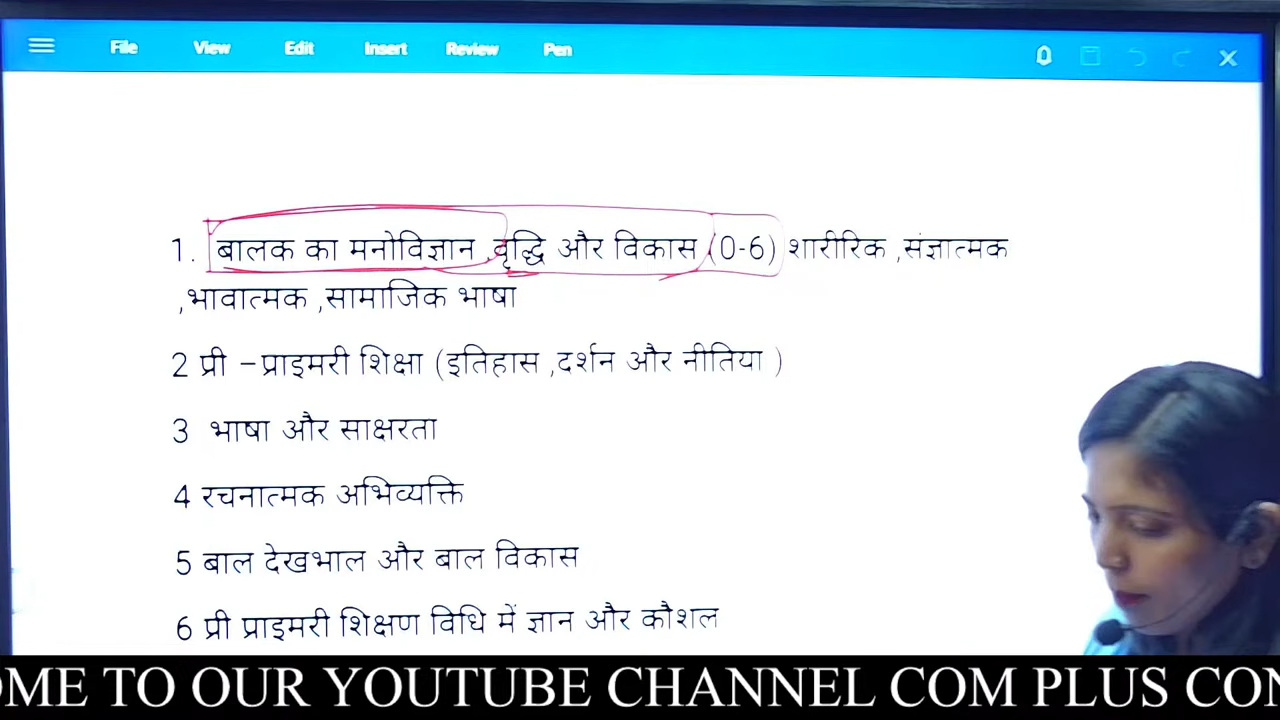 File View Edit Insert Review Pen
1. बालक का मनोविज्ञान ,वृद्धि और विकास (0-6) शारीरिक ,संज्ञात्मक
,भावात्मक ,सामाजिक भाषा
2 प्री –प्राइमरी शिक्षा (इतिहास ,दर्शन और नीतिया )
3 भाषा और साक्षरता
4 रचनात्मक अभिव्यक्ति
5 बाल देखभाल और बाल विकास
6 प्री प्राइमरी शिक्षण विधि में ज्ञान और कौशल
OME TO OUR YOUTUBE CHANNEL COM PLUS CON